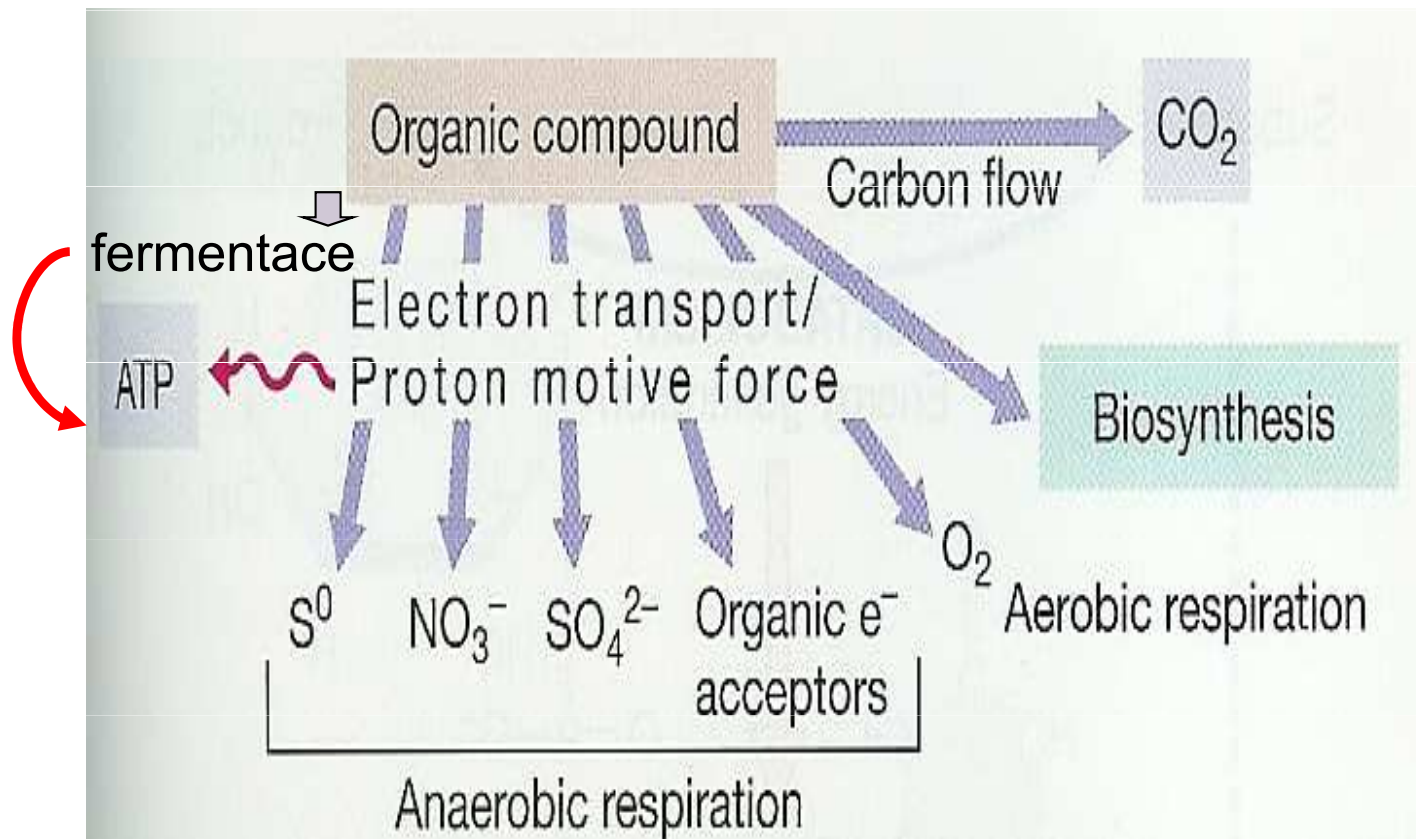 Organic compound
CO₂
Carbon flow
fermentace
Electron transport/
ATP
Proton motive force
Biosynthesis
O₂
S⁰
NO₃⁻
SO₄²⁻
Organic e⁻
acceptors
Aerobic respiration
Anaerobic respiration